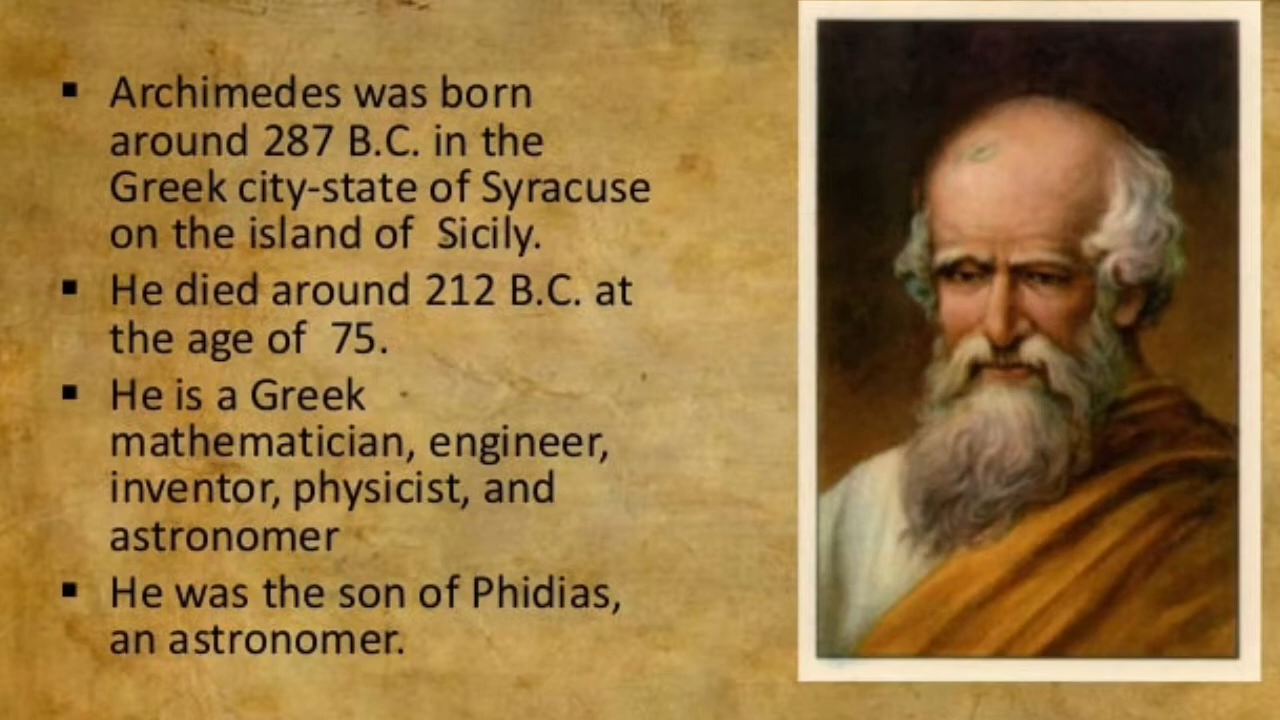 ▪ Archimedes was born
around 287 B.C. in the
Greek city-state of Syracuse
on the island of  Sicily.
▪ He died around 212 B.C. at
the age of  75.
▪ He is a Greek
mathematician, engineer,
inventor, physicist, and
astronomer
▪ He was the son of Phidias,
an astronomer.